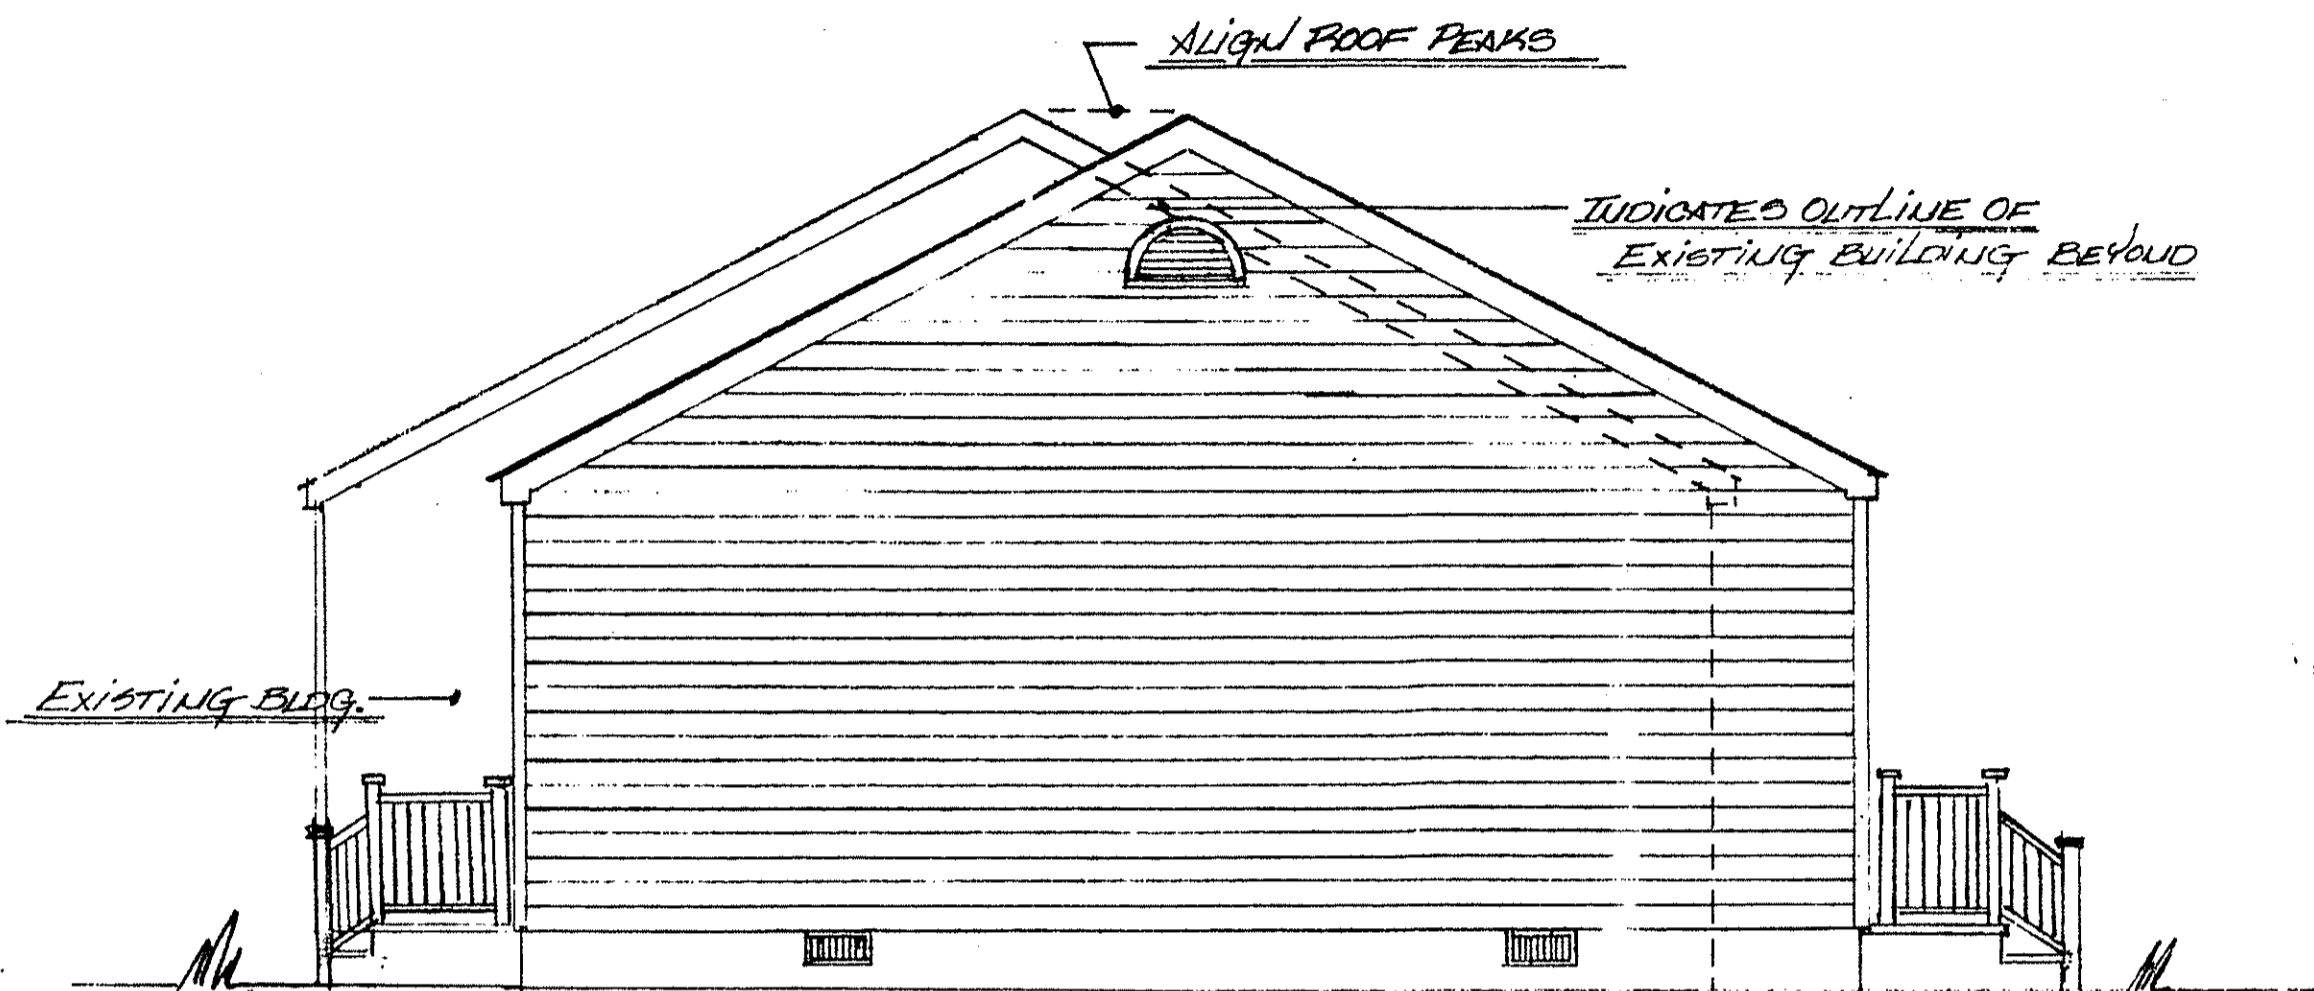 ALIGN ROOF PEAKS
INDICATES OUTLINE OF
EXISTING BUILDING BEYOND
EXISTING BLDG.